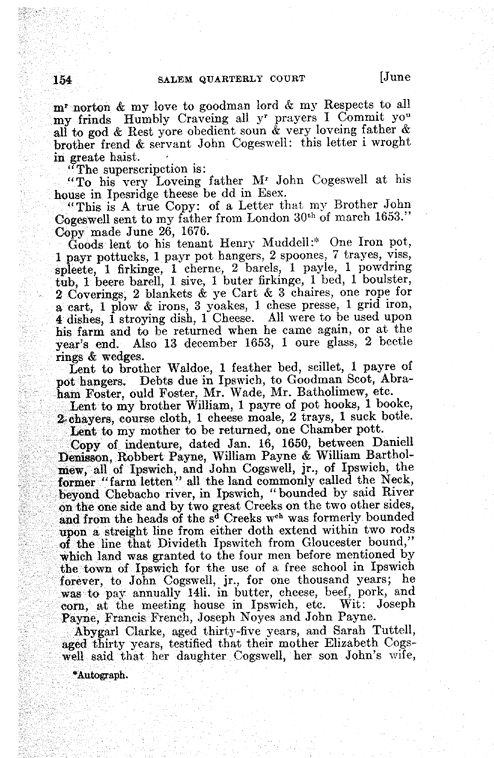 154 SALEM QUARTERLY COURT [June
mr norton & my love to goodman lord & my Respects to all
my frinds Humbly Craveing all yr prayers I Commit you
all to god & Rest yore obedient soun & very loveing father &
brother frend & servant John Cogeswell: this letter i wroght
in greate haist.
"The superscripction is:
"To his very Loveing father Mr John Cogeswell at his
house in Ipesridge theese be dd in Esex.
"This is A true Copy: of a Letter that my Brother John
Cogeswell sent to my father from London 30th of march 1653."
Copy made June 26, 1676.
Goods lent to his tenant Henry Muddell:* One Iron pot,
1 payr pottucks, 1 payr pot hangers, 2 spoones, 7 trayes, viss,
spleete, 1 firkinge, 1 cherne, 2 barels, 1 payle, 1 powdring
tub, 1 beere barell, 1 sive, 1 buter firkinge, 1 bed, 1 boulster,
2 Coverings, 2 blankets & ye Cart & 3 chaires, one rope for
a cart, 1 plow & irons, 3 yoakes, 1 chese presse, 1 grid iron,
4 dishes, 1 stroying dish, 1 Cheese. All were to be used upon
his farm and to be returned when he came again, or at the
year's end. Also 13 december 1653, 1 oure glass, 2 beetle
rings & wedges.
Lent to brother Waldoe, 1 feather bed, scillet, 1 payre of
pot hangers. Debts due in Ipswich, to Goodman Scot, Abra-
ham Foster, ould Foster, Mr. Wade, Mr. Batholimew, etc.
Lent to my brother William, 1 payre of pot hooks, 1 booke,
2 chayers, course cloth, 1 cheese moale, 2 trays, 1 suck botle.
Lent to my mother to be returned, one Chamber pott.
Copy of indenture, dated Jan. 16, 1650, between Daniell
Denisson, Robbert Payne, William Payne & William Barthol-
mew, all of Ipswich, and John Cogswell, jr., of Ipswich, the
former "farm letten" all the land commonly called the Neck,
beyond Chebacho river, in Ipswich, "bounded by said River
on the one side and by two great Creeks on the two other sides,
and from the heads of the sd Creeks wch was formerly bounded
upon a streight line from either doth extend within two rods
of the line that Divideth Ipswitch from Gloucester bound,"
which land was granted to the four men before mentioned by
the town of Ipswich for the use of a free school in Ipswich
forever, to John Cogswell, jr., for one thousand years; he
was to pay annually 14li. in butter, cheese, beef, pork, and
corn, at the meeting house in Ipswich, etc. Wit: Joseph
Payne, Francis French, Joseph Noyes and John Payne.
Abygarl Clarke, aged thirty-five years, and Sarah Tuttell,
aged thirty years, testified that their mother Elizabeth Cogs-
well said that her daughter Cogswell, her son John's wife,
*Autograph.